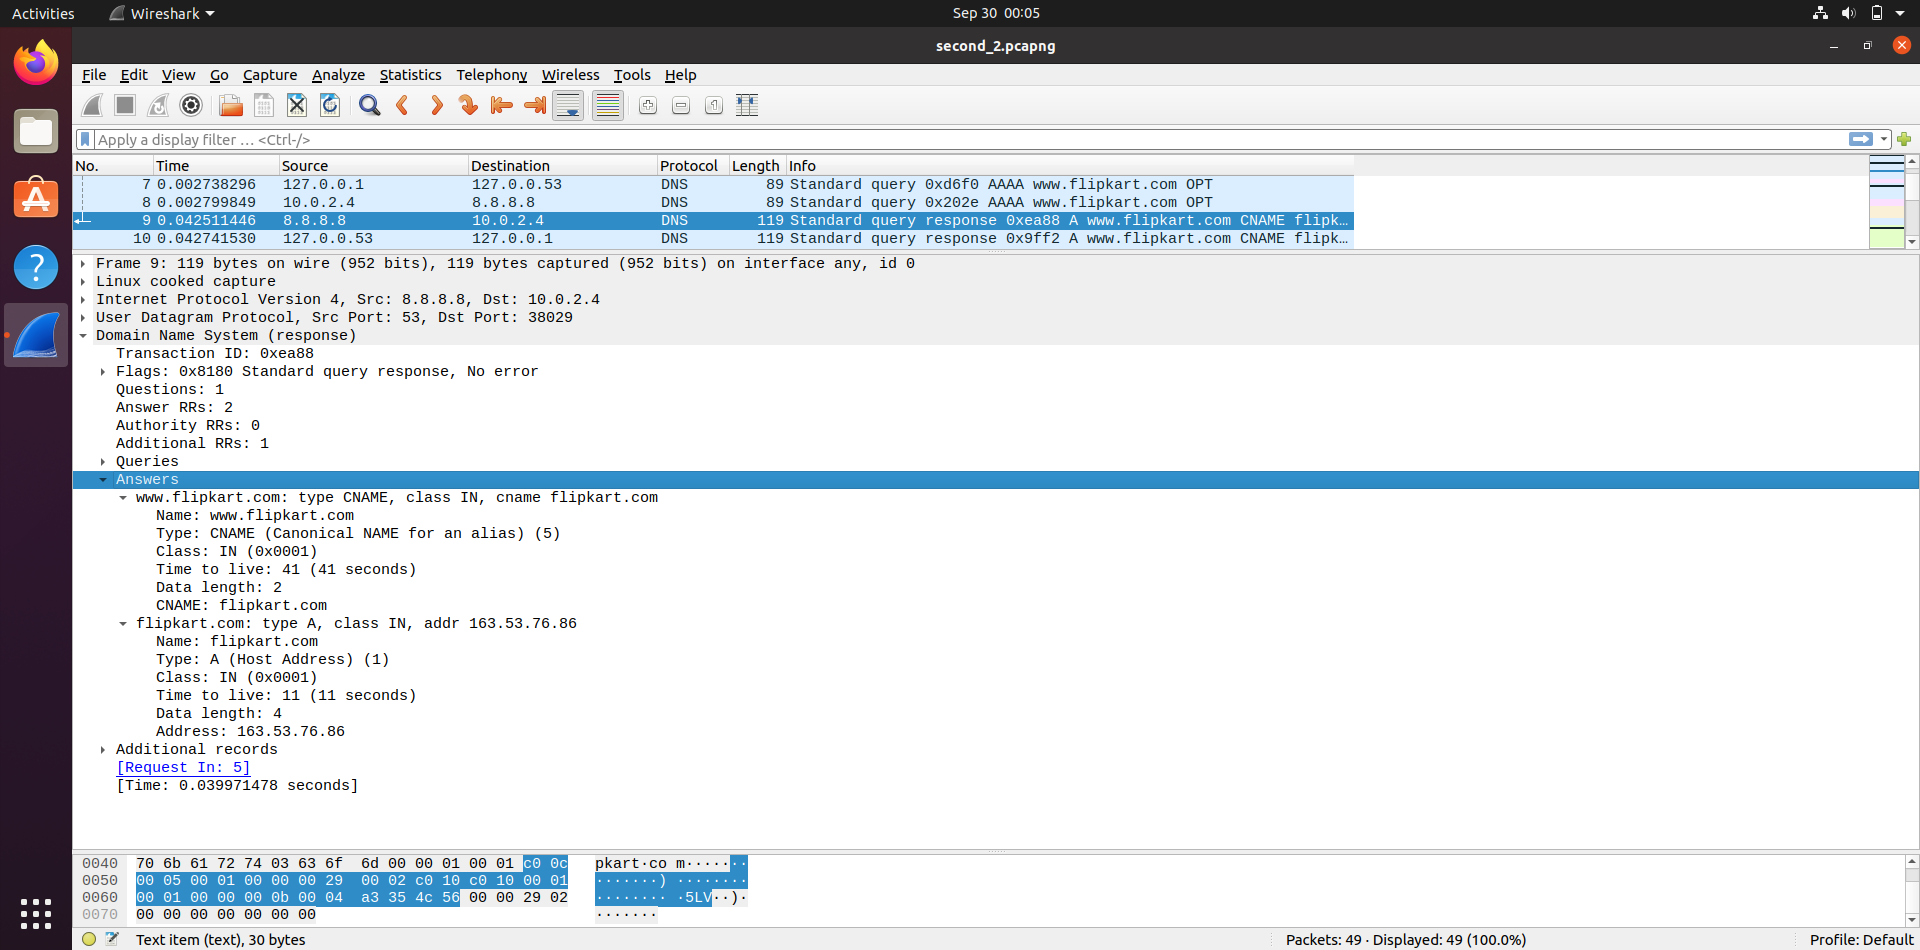 Activities Wireshark Sep 30 00:05
second_2.pcapng
File Edit View Go Capture Analyze Statistics Telephony Wireless Tools Help
Apply a display filter … <Ctrl-/>
No. Time Source Destination Protocol Length Info
7 0.002738296 127.0.0.1 127.0.0.53 DNS 89 Standard query 0xd6f0 AAAA www.flipkart.com OPT
8 0.002799849 10.0.2.4 8.8.8.8 DNS 89 Standard query 0x202e AAAA www.flipkart.com OPT
9 0.042511446 8.8.8.8 10.0.2.4 DNS 119 Standard query response 0xea88 A www.flipkart.com CNAME flipk…
10 0.042741530 127.0.0.53 127.0.0.1 DNS 119 Standard query response 0x9ff2 A www.flipkart.com CNAME flipk…
Frame 9: 119 bytes on wire (952 bits), 119 bytes captured (952 bits) on interface any, id 0
Linux cooked capture
Internet Protocol Version 4, Src: 8.8.8.8, Dst: 10.0.2.4
User Datagram Protocol, Src Port: 53, Dst Port: 38029
Domain Name System (response)
Transaction ID: 0xea88
Flags: 0x8180 Standard query response, No error
Questions: 1
Answer RRs: 2
Authority RRs: 0
Additional RRs: 1
Queries
Answers
www.flipkart.com: type CNAME, class IN, cname flipkart.com
Name: www.flipkart.com
Type: CNAME (Canonical NAME for an alias) (5)
Class: IN (0x0001)
Time to live: 41 (41 seconds)
Data length: 2
CNAME: flipkart.com
flipkart.com: type A, class IN, addr 163.53.76.86
Name: flipkart.com
Type: A (Host Address) (1)
Class: IN (0x0001)
Time to live: 11 (11 seconds)
Data length: 4
Address: 163.53.76.86
Additional records
[Request In: 5]
[Time: 0.039971478 seconds]
0040 70 6b 61 72 74 03 63 6f 6d 00 00 01 00 01 c0 0c pkart·co m·······
0050 00 05 00 01 00 00 00 29 00 02 c0 10 c0 10 00 01 ·······) ········
0060 00 01 00 00 00 0b 00 04 a3 35 4c 56 00 00 29 02 ········ ·5LV··)·
0070 00 00 00 00 00 00 00 ·······
Text item (text), 30 bytes Packets: 49 · Displayed: 49 (100.0%) Profile: Default